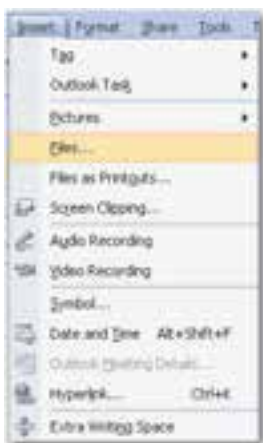 Insert Format Share Tools T
Tag
Outlook Task
Pictures
Files...
Files as Printouts...
Screen Clipping...
Audio Recording
Video Recording
Symbol...
Date and Time Alt+Shift+F
Outlook Meeting Details...
Hyperlink... Ctrl+K
Extra Writing Space